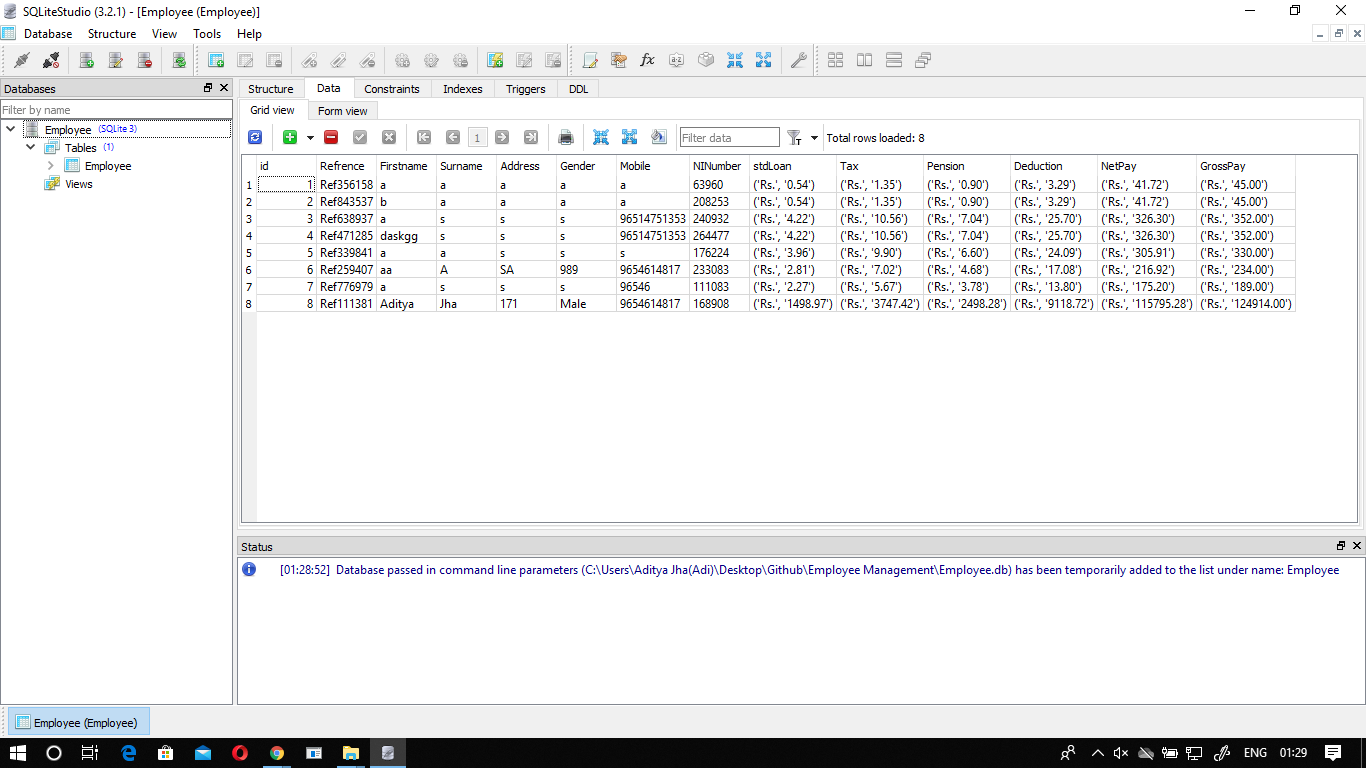 SQLiteStudio (3.2.1) - [Employee (Employee)]
Database Structure View Tools Help
Databases
Filter by name
Employee (SQLite 3)
Tables (1)
Employee
Views
Structure Data Constraints Indexes Triggers DDL
Grid view Form view
1 Filter data Total rows loaded: 8
id Refrence Firstname Surname Address Gender Mobile NINumber stdLoan Tax Pension Deduction NetPay GrossPay
1 1 Ref356158 a a a a a 63960 ('Rs.', '0.54') ('Rs.', '1.35') ('Rs.', '0.90') ('Rs.', '3.29') ('Rs.', '41.72') ('Rs.', '45.00')
2 2 Ref843537 b a a a a 208253 ('Rs.', '0.54') ('Rs.', '1.35') ('Rs.', '0.90') ('Rs.', '3.29') ('Rs.', '41.72') ('Rs.', '45.00')
3 3 Ref638937 a s s s 96514751353 240932 ('Rs.', '4.22') ('Rs.', '10.56') ('Rs.', '7.04') ('Rs.', '25.70') ('Rs.', '326.30') ('Rs.', '352.00')
4 4 Ref471285 daskgg s s s 96514751353 264477 ('Rs.', '4.22') ('Rs.', '10.56') ('Rs.', '7.04') ('Rs.', '25.70') ('Rs.', '326.30') ('Rs.', '352.00')
5 5 Ref339841 a a s s s 176224 ('Rs.', '3.96') ('Rs.', '9.90') ('Rs.', '6.60') ('Rs.', '24.09') ('Rs.', '305.91') ('Rs.', '330.00')
6 6 Ref259407 aa A SA 989 9654614817 233083 ('Rs.', '2.81') ('Rs.', '7.02') ('Rs.', '4.68') ('Rs.', '17.08') ('Rs.', '216.92') ('Rs.', '234.00')
7 7 Ref776979 a s s s 96546 111083 ('Rs.', '2.27') ('Rs.', '5.67') ('Rs.', '3.78') ('Rs.', '13.80') ('Rs.', '175.20') ('Rs.', '189.00')
8 8 Ref111381 Aditya Jha 171 Male 9654614817 168908 ('Rs.', '1498.97') ('Rs.', '3747.42') ('Rs.', '2498.28') ('Rs.', '9118.72') ('Rs.', '115795.28') ('Rs.', '124914.00')
Status
[01:28:52] Database passed in command line parameters (C:\Users\Aditya Jha(Adi)\Desktop\Github\Employee Management\Employee.db) has been temporarily added to the list under name: Employee
Employee (Employee)
ENG 01:29